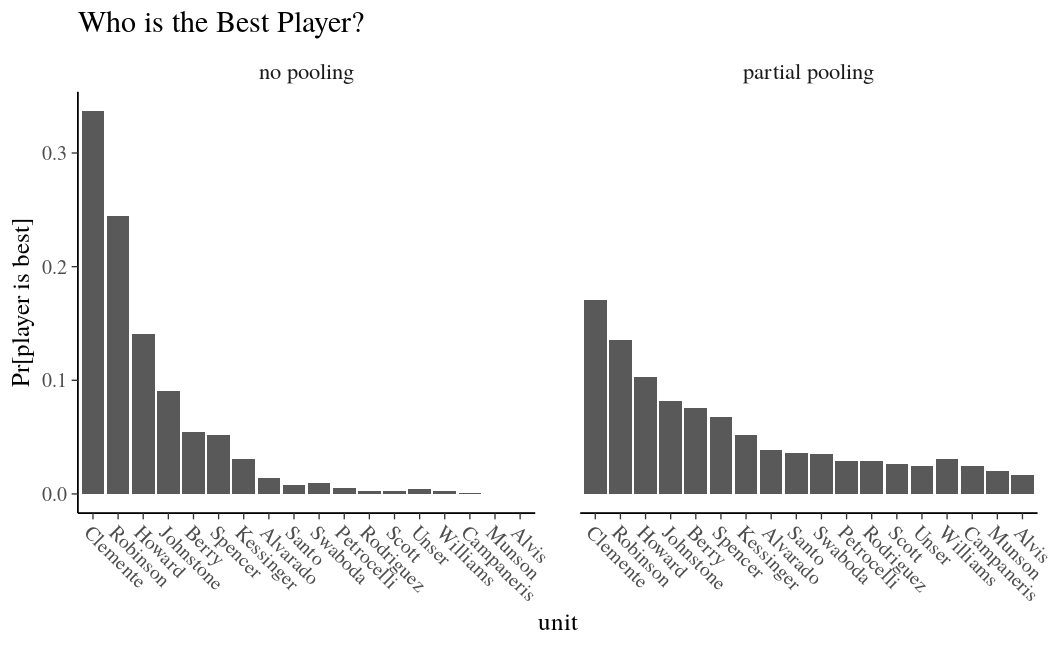 Who is the Best Player?
no pooling
partial pooling
Pr[player is best]
0.3
0.2
0.1
0.0
Clemente
Robinson
Howard
Johnstone
Berry
Spencer
Kessinger
Alvarado
Santo
Swaboda
Petrocelli
Rodriguez
Scott
Unser
Williams
Campaneris
Munson
Alvis
Clemente
Robinson
Howard
Johnstone
Berry
Spencer
Kessinger
Alvarado
Santo
Swaboda
Petrocelli
Rodriguez
Scott
Unser
Williams
Campaneris
Munson
Alvis
unit